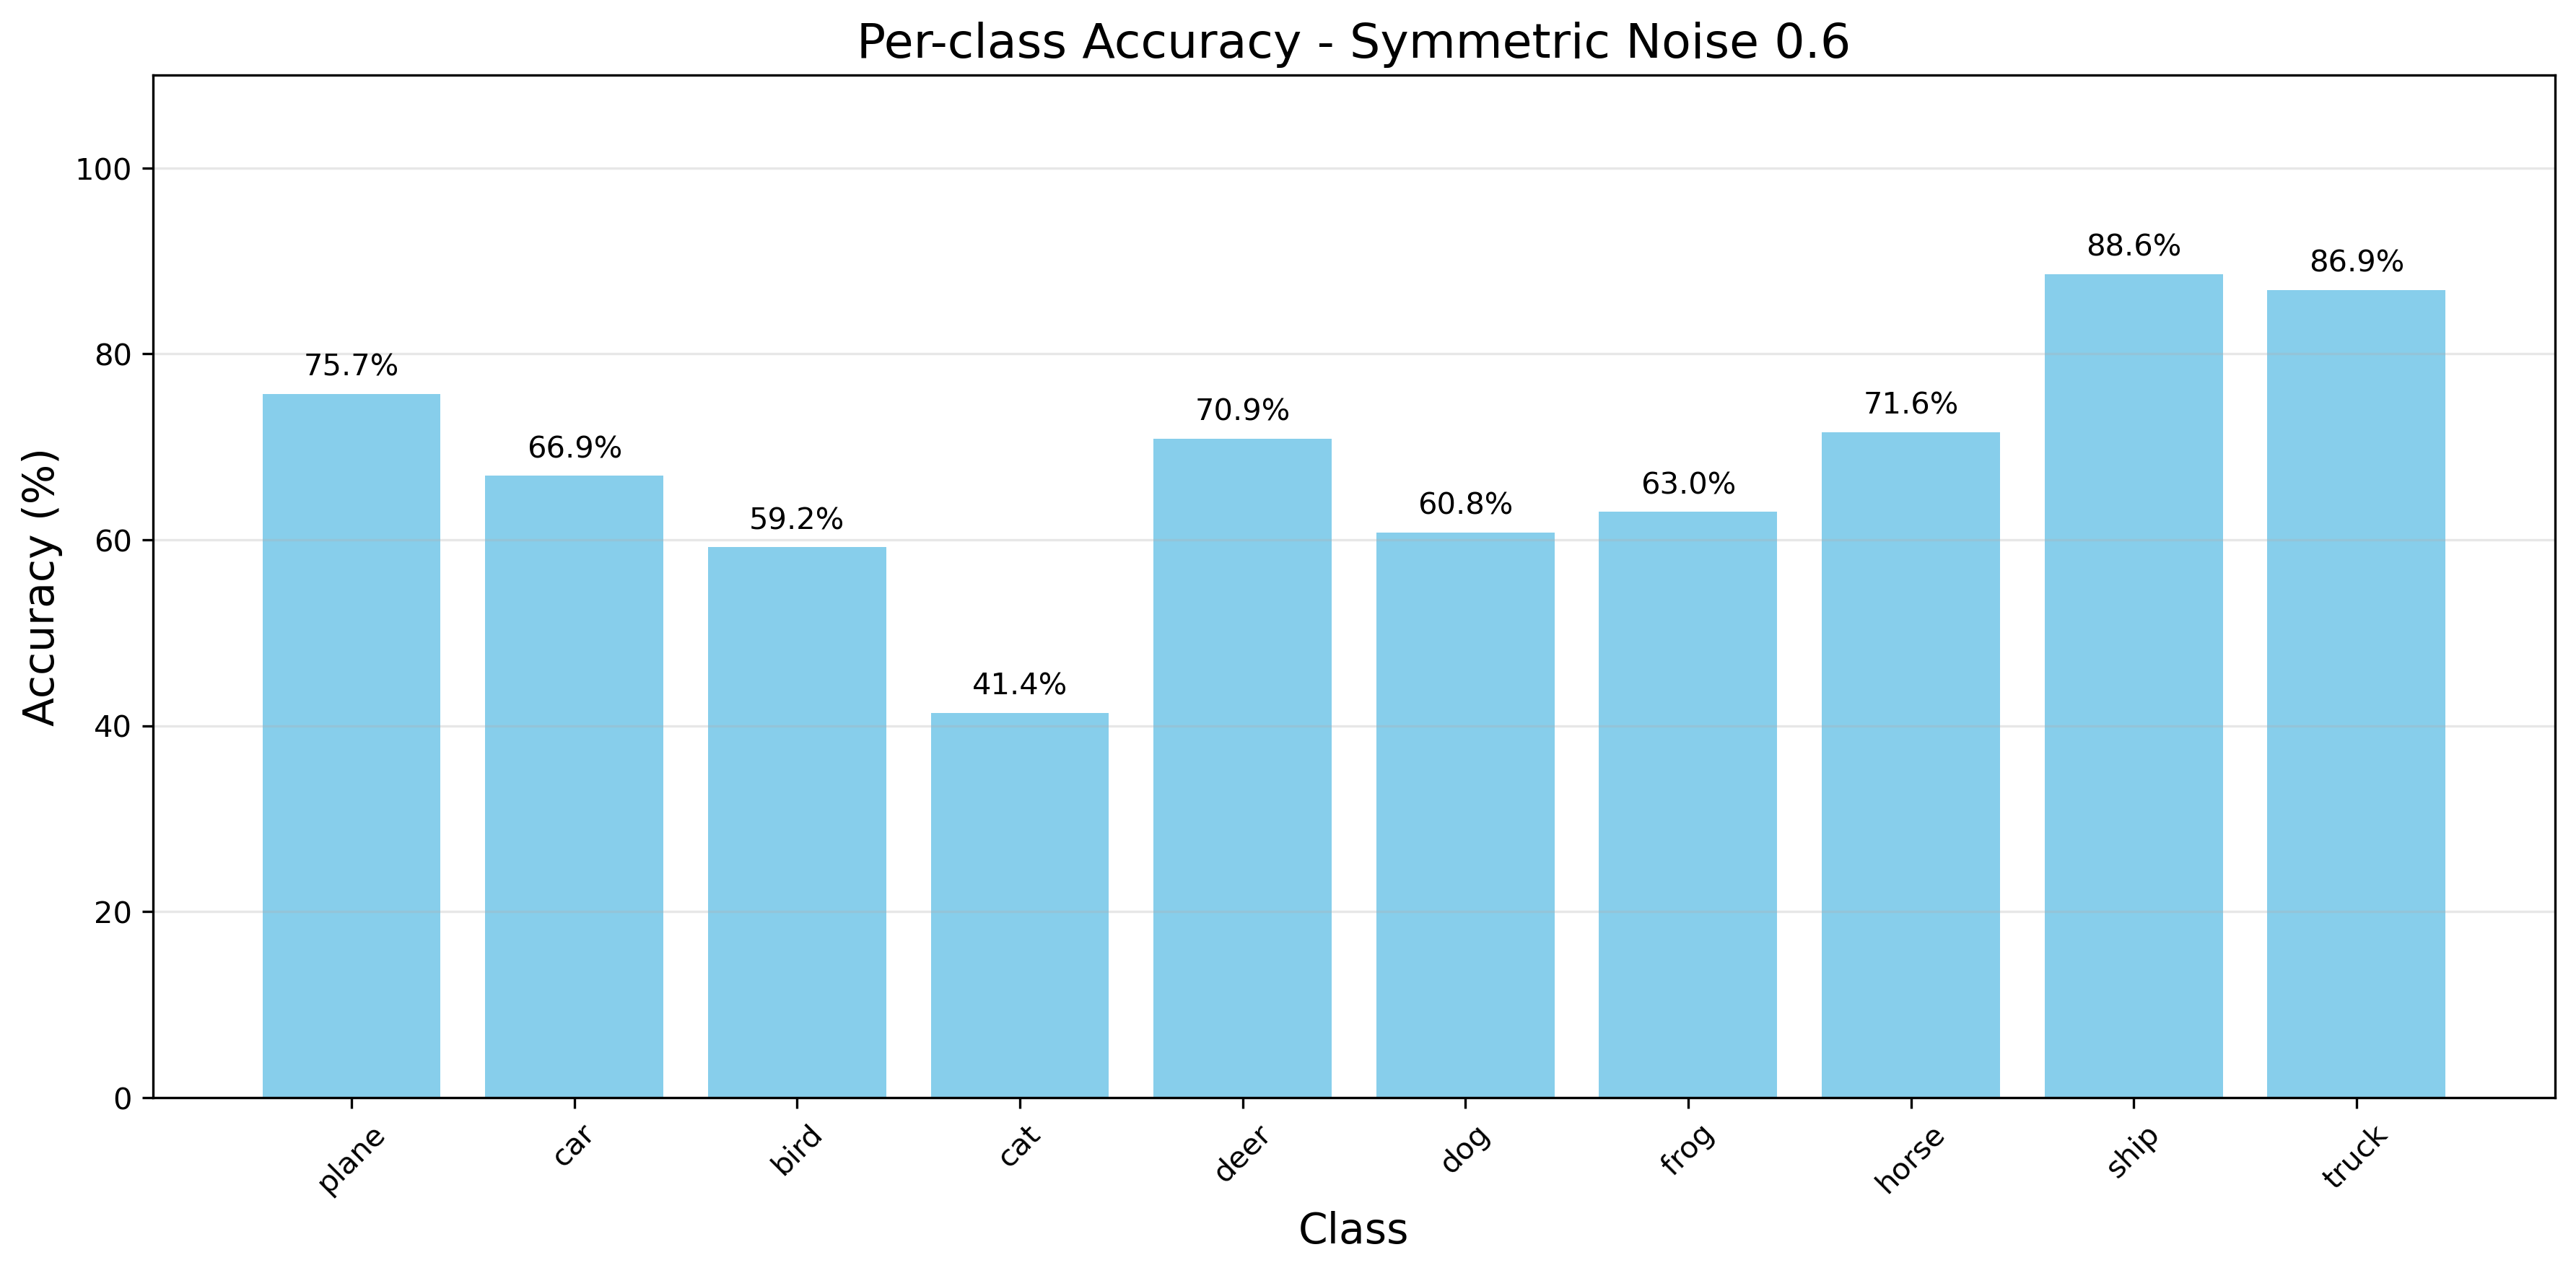 Per-class Accuracy - Symmetric Noise 0.6
Accuracy (%)
100
80
60
40
20
0
75.7%
66.9%
59.2%
41.4%
70.9%
60.8%
63.0%
71.6%
88.6%
86.9%
plane
car
bird
cat
deer
dog
frog
horse
ship
truck
Class